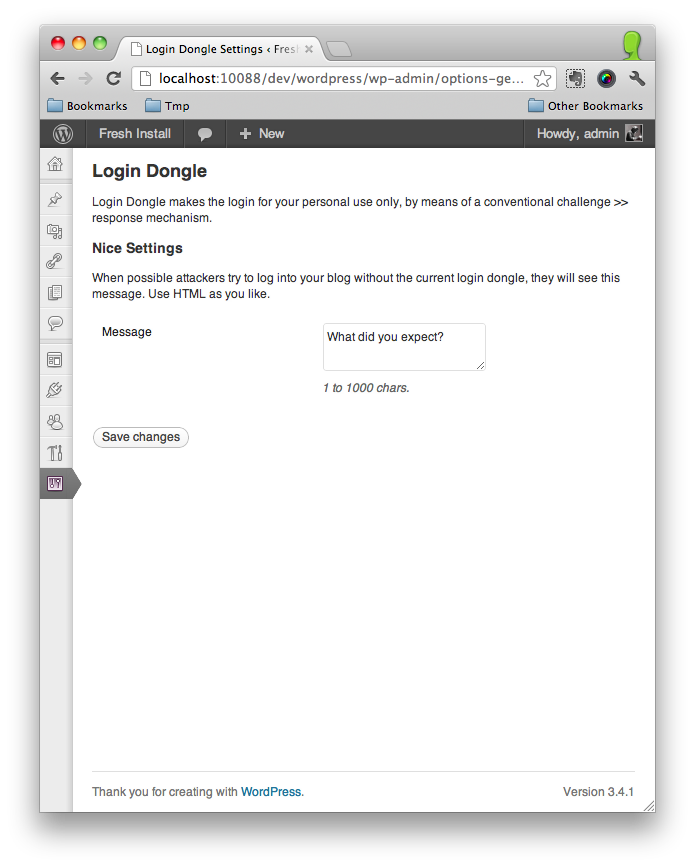 Login Dongle Settings ‹ Fresh
localhost:10088/dev/wordpress/wp-admin/options-ge...
Bookmarks Tmp Other Bookmarks
Fresh Install + New Howdy, admin
Login Dongle
Login Dongle makes the login for your personal use only, by means of a conventional challenge >>
response mechanism.
Nice Settings
When possible attackers try to log into your blog without the current login dongle, they will see this
message. Use HTML as you like.
Message What did you expect?
1 to 1000 chars.
Save changes
Thank you for creating with WordPress. Version 3.4.1